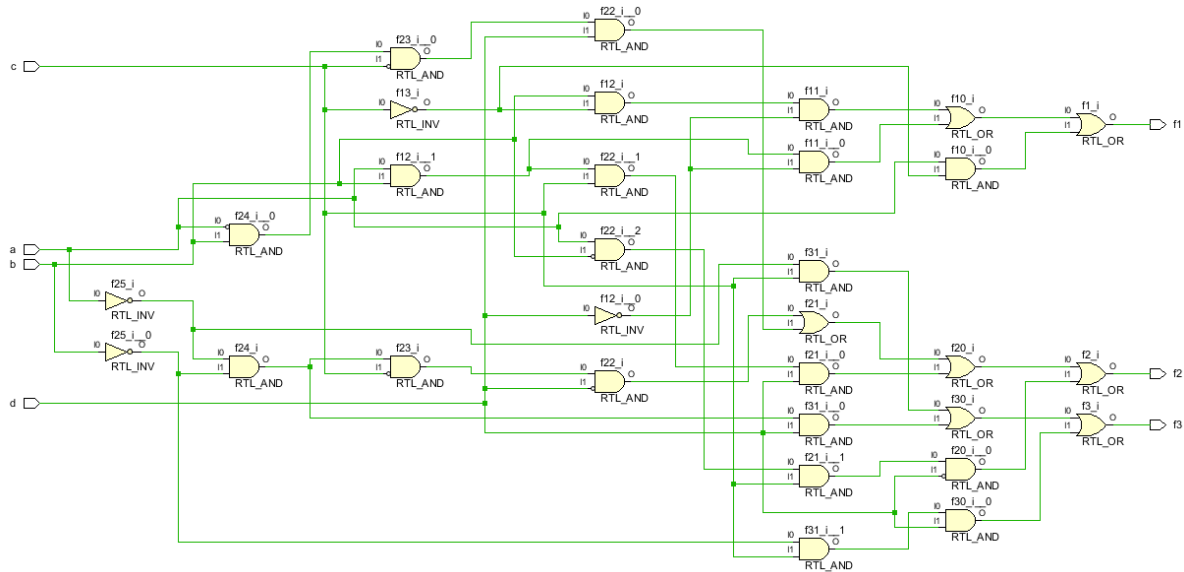 f22_i__0
I0 O
I1
RTL_AND
f23_i__0
I0 O
I1
RTL_AND
c
f13_i
I0 O
RTL_INV
f12_i
I0 O
I1
RTL_AND
f11_i
I0 O
I1
RTL_AND
f10_i
I0 O
I1
RTL_OR
f1_i
I0 O
I1
RTL_OR
f1
f12_i__1
I0 O
I1
RTL_AND
f22_i__1
I0 O
I1
RTL_AND
f11_i__0
I0 O
I1
RTL_AND
f10_i__0
I0 O
I1
RTL_AND
f24_i__0
I0 O
I1
RTL_AND
a
b
f22_i__2
I0 O
I1
RTL_AND
f31_i
I0 O
I1
RTL_AND
f25_i
I0 O
RTL_INV
f12_i__0
I0 O
RTL_INV
f21_i
I0 O
I1
RTL_OR
f25_i__0
I0 O
RTL_INV
f24_i
I0 O
I1
RTL_AND
f23_i
I0 O
I1
RTL_AND
f22_i
I0 O
I1
RTL_AND
f21_i__0
I0 O
I1
RTL_AND
f20_i
I0 O
I1
RTL_OR
f2_i
I0 O
I1
RTL_OR
f2
d
f31_i__0
I0 O
I1
RTL_AND
f30_i
I0 O
I1
RTL_OR
f3_i
I0 O
I1
RTL_OR
f3
f21_i__1
I0 O
I1
RTL_AND
f20_i__0
I0 O
I1
RTL_AND
f31_i__1
I0 O
I1
RTL_AND
f30_i__0
I0 O
I1
RTL_AND